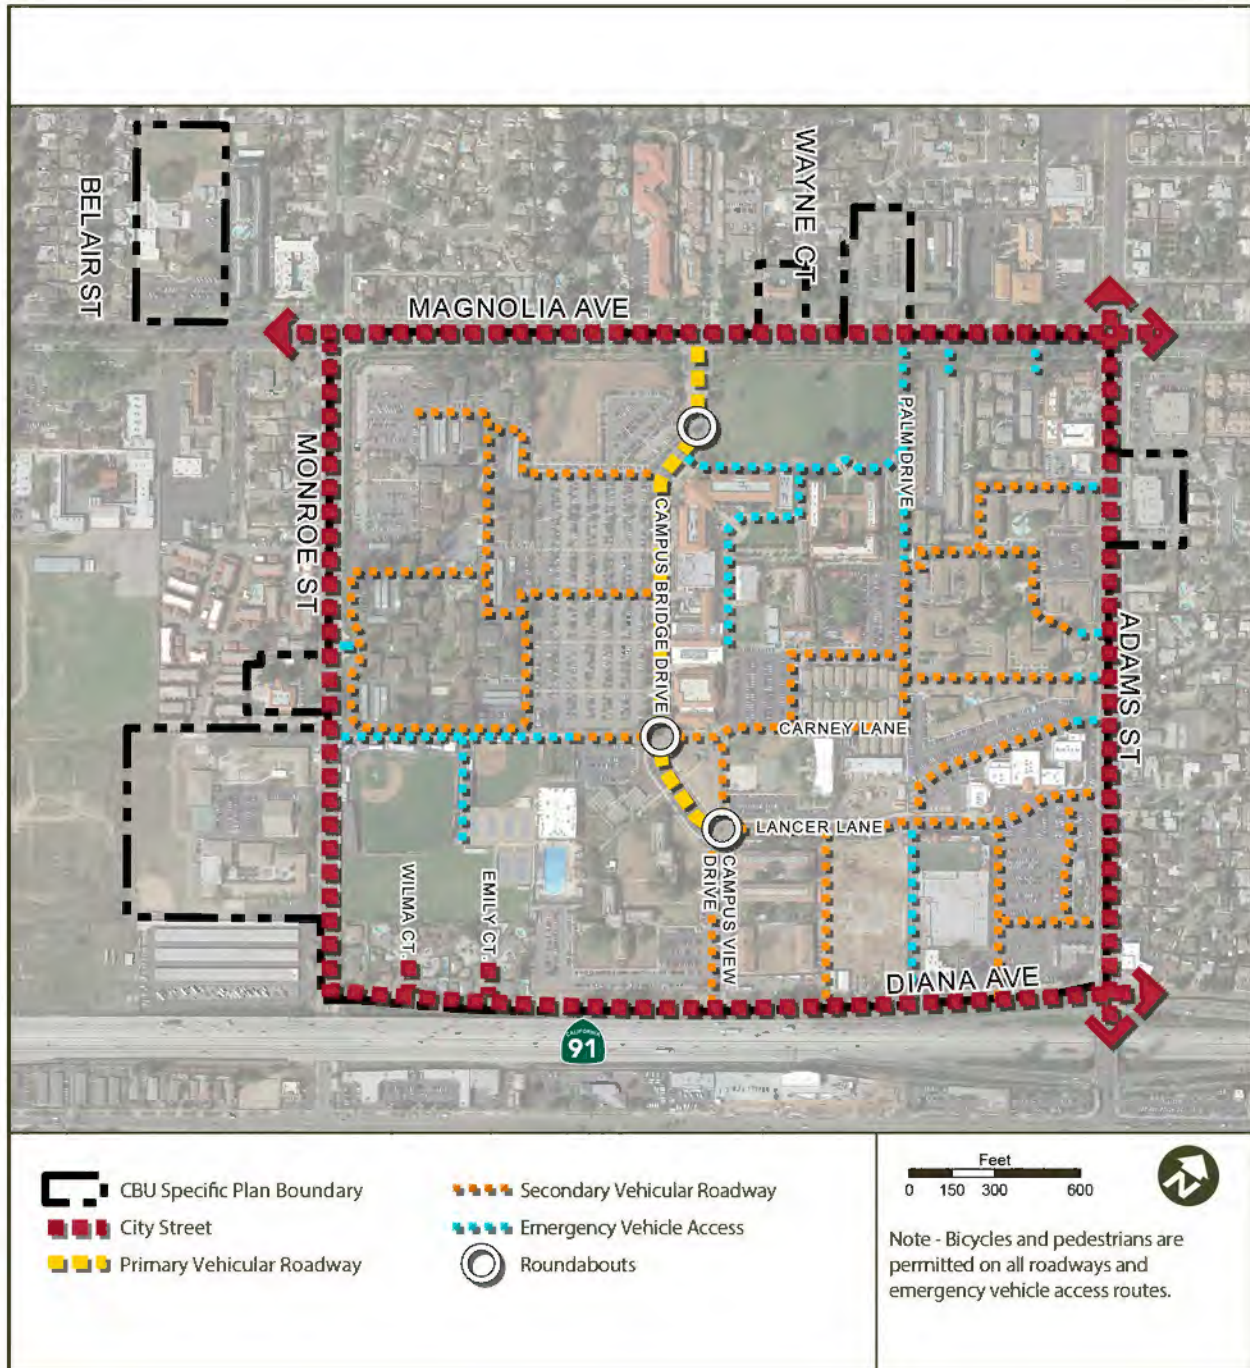 BEL AIR ST
WAYNE CT
MAGNOLIA AVE
MONROE ST
PALM DRIVE
CAMPUS BRIDGE DRIVE
ADAMS ST
CARNEY LANE
LANCER LANE
WILMA CT.
EMILY CT.
CAMPUS VIEW
DRIVE
DIANA AVE
CALIFORNIA
91
CBU Specific Plan Boundary
City Street
Primary Vehicular Roadway
Secondary Vehicular Roadway
Emergency Vehicle Access
Roundabouts
Feet
0 150 300 600
N
Note - Bicycles and pedestrians are
permitted on all roadways and
emergency vehicle access routes.